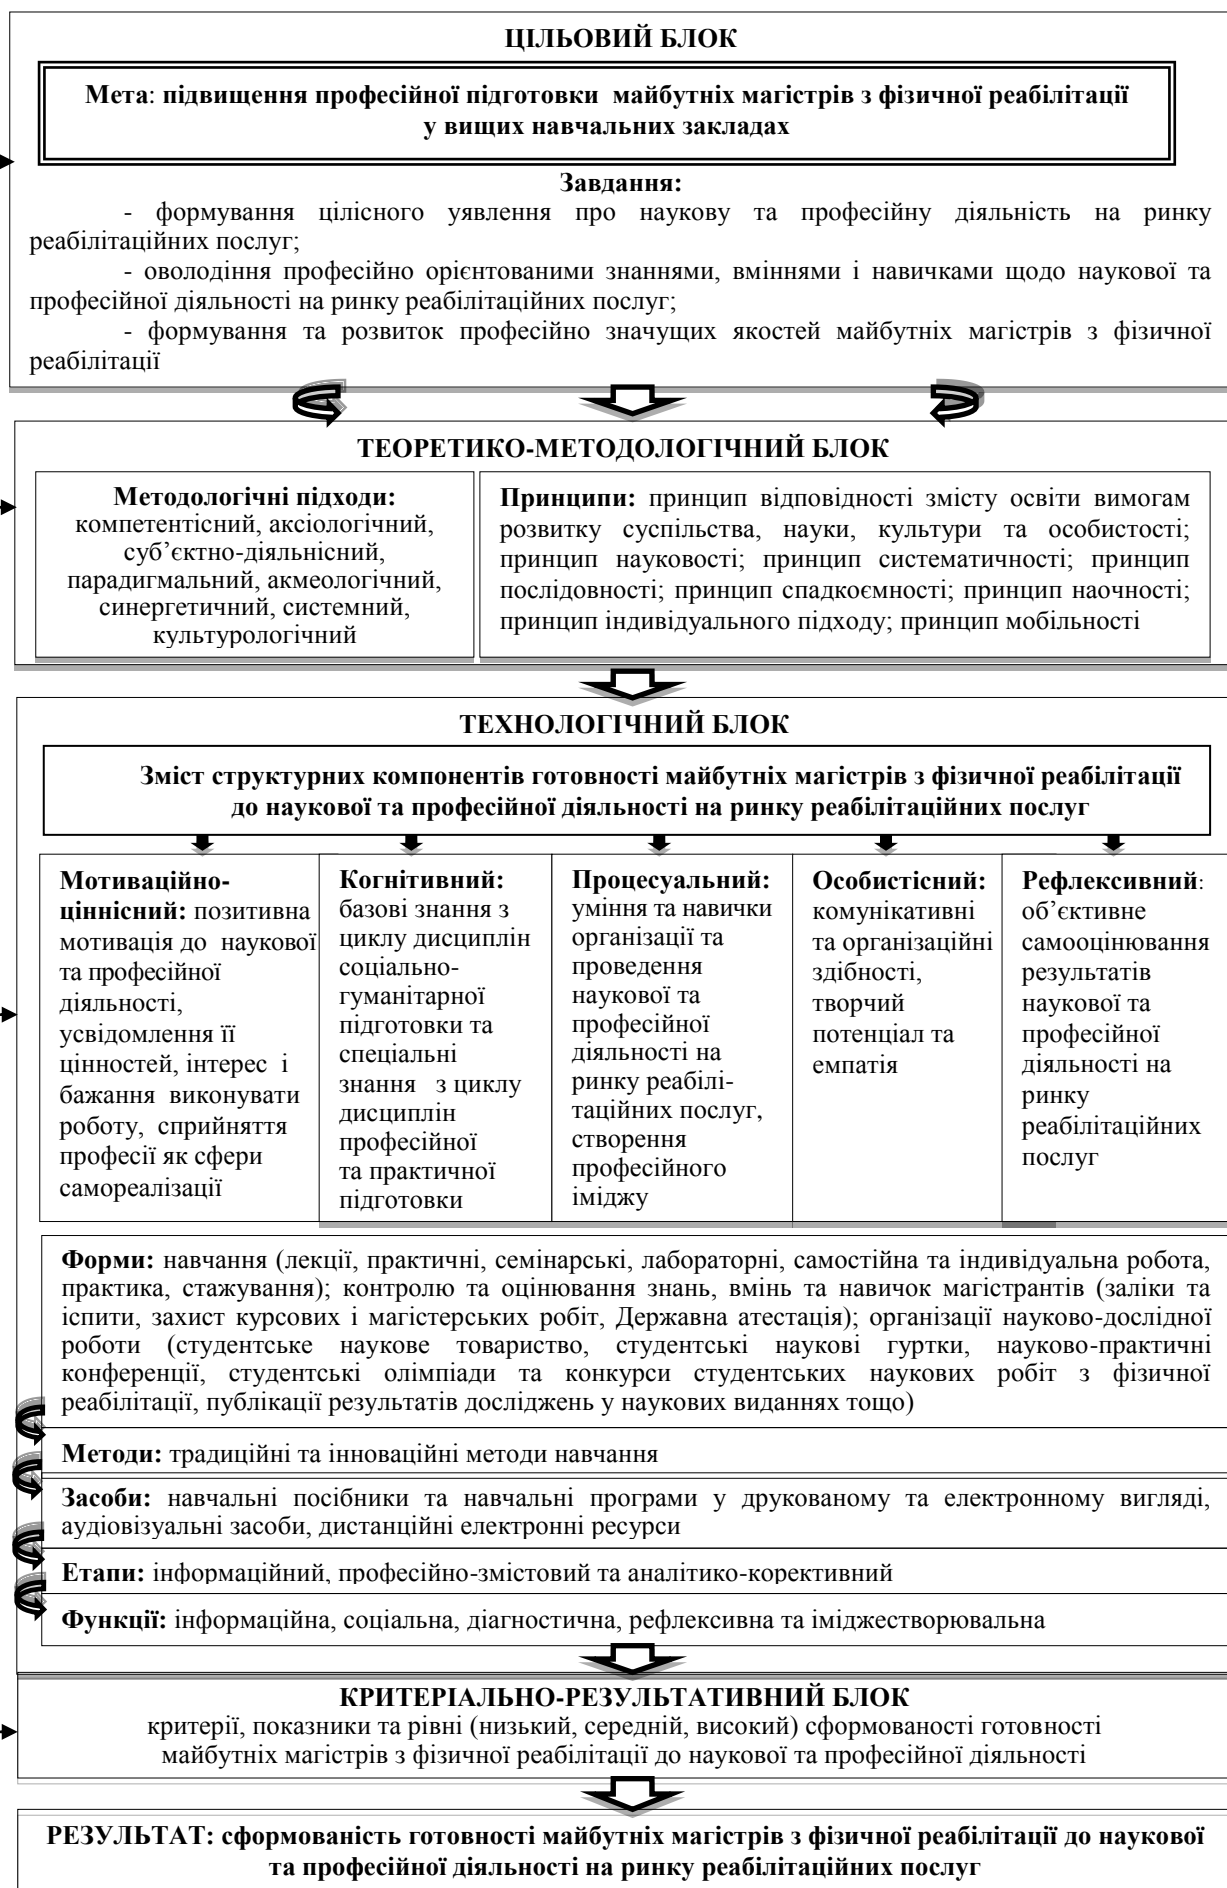 ЦІЛЬОВИЙ БЛОК
Мета: підвищення професійної підготовки майбутніх магістрів з фізичної реабілітації
у вищих навчальних закладах
Завдання:
- формування цілісного уявлення про наукову та професійну діяльність на ринку
реабілітаційних послуг;
- оволодіння професійно орієнтованими знаннями, вміннями і навичками щодо наукової та
професійної діяльності на ринку реабілітаційних послуг;
- формування та розвиток професійно значущих якостей майбутніх магістрів з фізичної
реабілітації
ТЕОРЕТИКО-МЕТОДОЛОГІЧНИЙ БЛОК
Методологічні підходи:
компетентісний, аксіологічний,
суб’єктно-діяльнісний,
парадигмальний, акмеологічний,
синергетичний, системний,
культурологічний
Принципи: принцип відповідності змісту освіти вимогам
розвитку суспільства, науки, культури та особистості;
принцип науковості; принцип систематичності; принцип
послідовності; принцип спадкоємності; принцип наочності;
принцип індивідуального підходу; принцип мобільності
ТЕХНОЛОГІЧНИЙ БЛОК
Зміст структурних компонентів готовності майбутніх магістрів з фізичної реабілітації
до наукової та професійної діяльності на ринку реабілітаційних послуг
Мотиваційно-
ціннісний: позитивна
мотивація до наукової
та професійної
діяльності,
усвідомлення її
цінностей, інтерес і
бажання виконувати
роботу, сприйняття
професії як сфери
самореалізації
Когнітивний:
базові знання з
циклу дисциплін
соціально-
гуманітарної
підготовки та
спеціальні
знання з циклу
дисциплін
професійної
та практичної
підготовки
Процесуальний:
уміння та навички
організації та
проведення
наукової та
професійної
діяльності на
ринку реабілі-
таційних послуг,
створення
професійного
іміджу
Особистісний:
комунікативні
та організаційні
здібності,
творчий
потенціал та
емпатія
Рефлексивний:
об’єктивне
самооцінювання
результатів
наукової та
професійної
діяльності на
ринку
реабілітаційних
послуг
Форми: навчання (лекції, практичні, семінарські, лабораторні, самостійна та індивідуальна робота,
практика, стажування); контролю та оцінювання знань, вмінь та навичок магістрантів (заліки та
іспити, захист курсових і магістерських робіт, Державна атестація); організації науково-дослідної
роботи (студентське наукове товариство, студентські наукові гуртки, науково-практичні
конференції, студентські олімпіади та конкурси студентських наукових робіт з фізичної
реабілітації, публікації результатів досліджень у наукових виданнях тощо)
Методи: традиційні та інноваційні методи навчання
Засоби: навчальні посібники та навчальні програми у друкованому та електронному вигляді,
аудіовізуальні засоби, дистанційні електронні ресурси
Етапи: інформаційний, професійно-змістовий та аналітико-корективний
Функції: інформаційна, соціальна, діагностична, рефлексивна та іміджестворювальна
КРИТЕРІАЛЬНО-РЕЗУЛЬТАТИВНИЙ БЛОК
критерії, показники та рівні (низький, середній, високий) сформованості готовності
майбутніх магістрів з фізичної реабілітації до наукової та професійної діяльності
РЕЗУЛЬТАТ: сформованість готовності майбутніх магістрів з фізичної реабілітації до наукової
та професійної діяльності на ринку реабілітаційних послуг